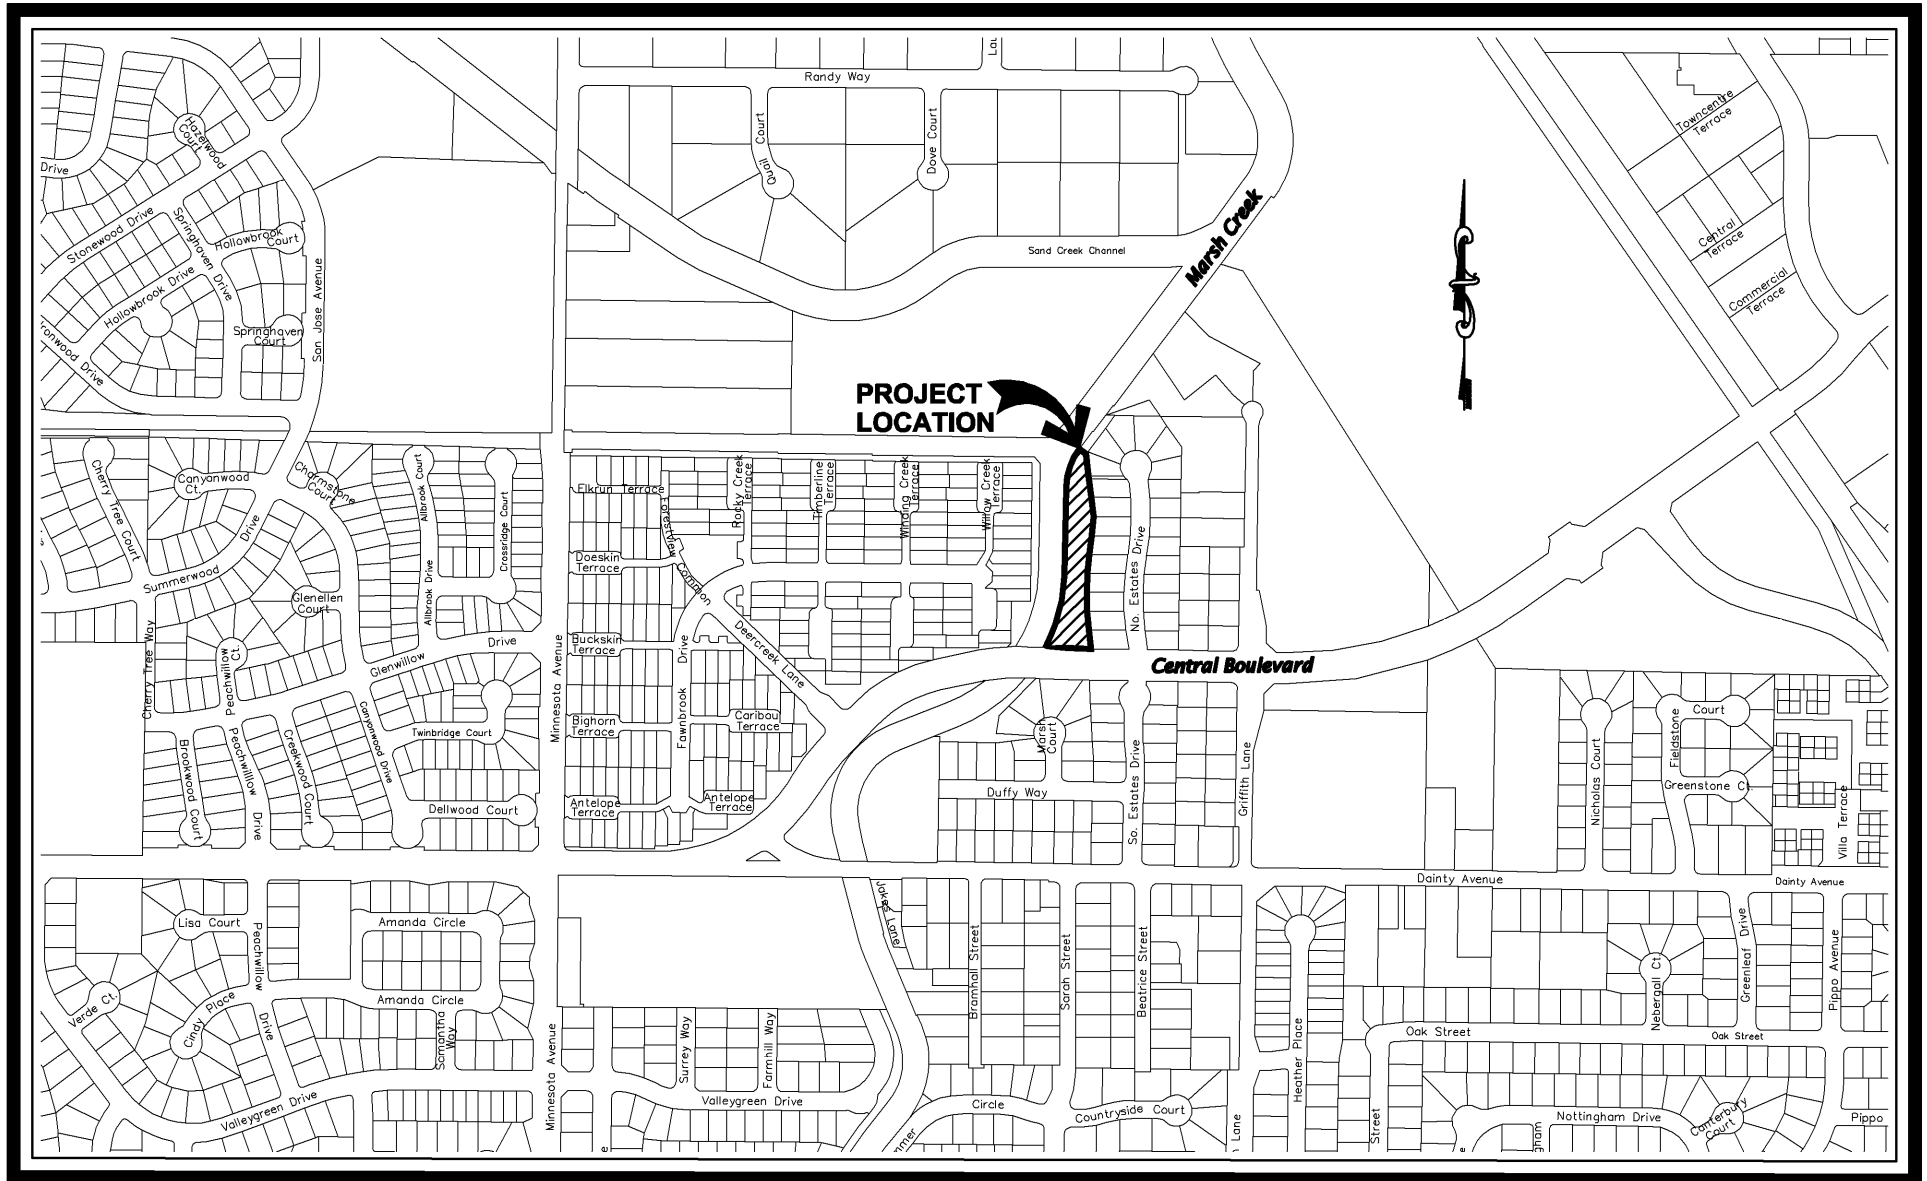 Lau
Randy Way
Towncentre
Terrace
Hazelwood
Court
Quail Court
Dove Court
Drive
Stonewood Drive
Springhaven Drive
Hollowbrook
Court
Marsh Creek
Sand Creek Channel
Central
Terrace
Hollowbrook Drive
San Jose Avenue
Commercial
Terrace
Springhaven
Court
ronwood Drive
PROJECT
LOCATION
Cherry Tree Court
Canyanwood
Ct.
Charmstone
Court
Allbrook Court
Crossridge Court
Elkrun Terrace
Forestview Common
Rocky Creek
Terrace
Timberline
Terrace
Winding Creek
Terrace
Willow Creek
Terrace
No. Estates Drive
Summerwood Drive
Doeskin
Terrace
Glenellen
Court
Allbrook Drive
Cherry Tree Way
Peachwillow
Ct.
Glenwillow Drive
Minnesota Avenue
Buckskin
Terrace
Fawnbrook Drive
Deercreek Lane
Central Boulevard
Canyonwood Drive
Twinbridge Court
Bighorn
Terrace
Caribou
Terrace
Marsh
Court
So. Estates Drive
Griffith Lane
Nicholas Court
Fieldstone Court
Greenstone Ct.
Villa Terrace
Brookwood Court
Peachwilllow Drive
Creekwood Court
Dellwood Court
Antelope
Terrace
Antelope
Terrace
Duffy Way
Dainty Avenue
Dainty Avenue
Lisa Court
Peachwillow Drive
Amanda Circle
Jakes Lane
Bramhall Street
Sarah Street
Beatrice Street
Nebergall Ct.
Greenleaf Drive
Pippo Avenue
Verde Ct.
Cindy Place
Amanda Circle
Samantha
Way
Minnesota Avenue
Surrey Way
Farmhill Way
Heather Place
Oak Street
Oak Street
Valleygreen Drive
Valleygreen Drive
Circle
Countryside Court
Lane
Street
Nottingham Drive
Canterbury
Court
Pippo
mmer
gham
e
e